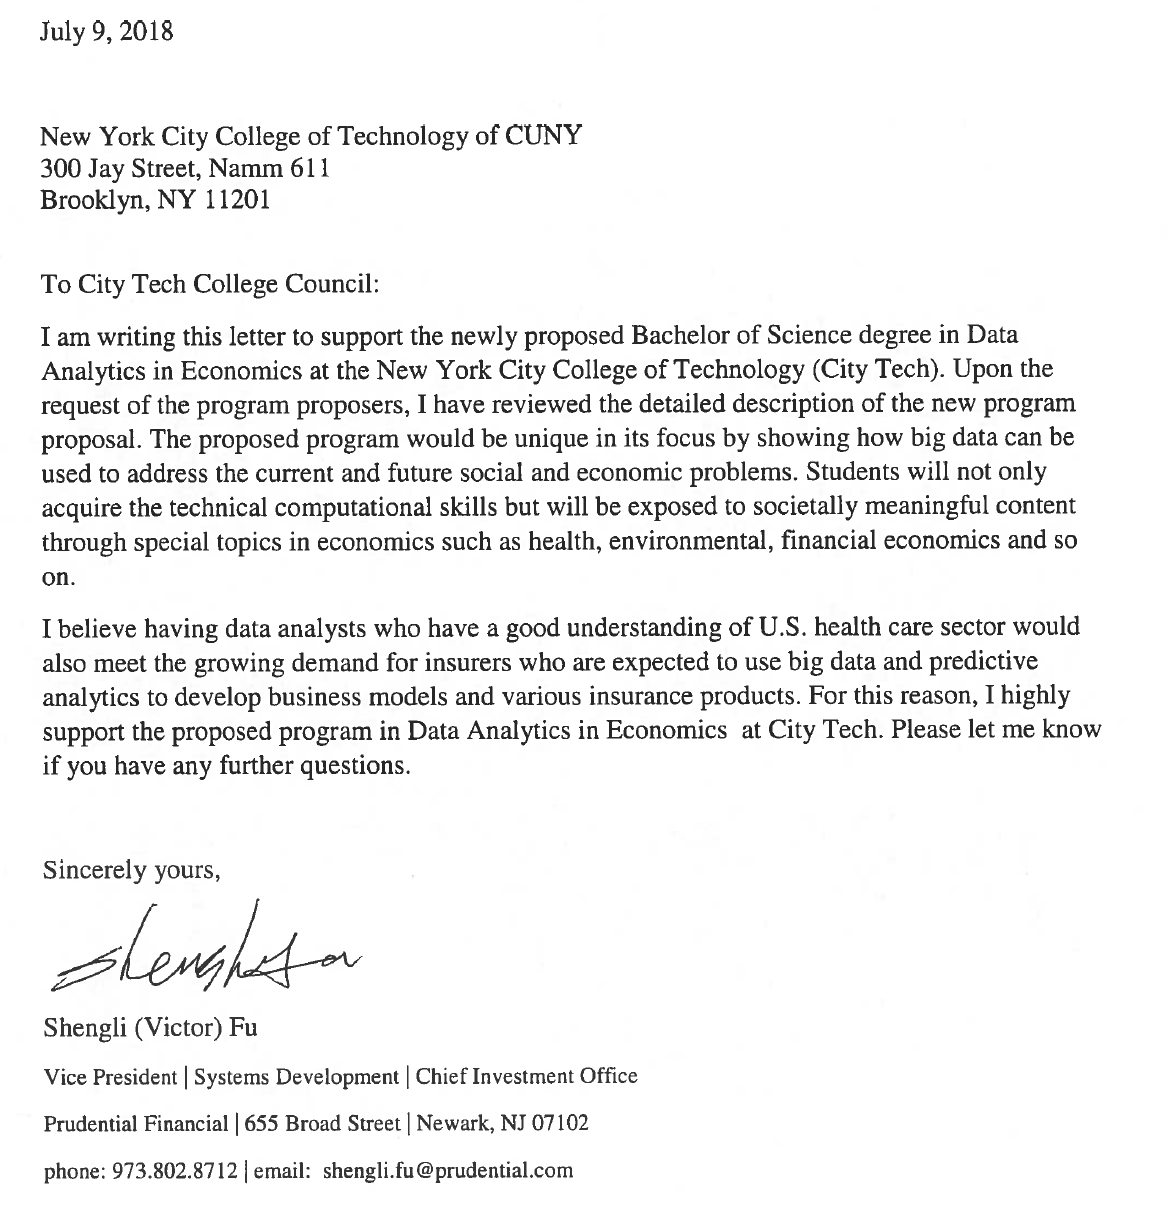 July 9, 2018
New York City College of Technology of CUNY
300 Jay Street, Namm 611
Brooklyn, NY 11201
To City Tech College Council:
I am writing this letter to support the newly proposed Bachelor of Science degree in Data
Analytics in Economics at the New York City College of Technology (City Tech). Upon the
request of the program proposers, I have reviewed the detailed description of the new program
proposal. The proposed program would be unique in its focus by showing how big data can be
used to address the current and future social and economic problems. Students will not only
acquire the technical computational skills but will be exposed to societally meaningful content
through special topics in economics such as health, environmental, financial economics and so
on.
I believe having data analysts who have a good understanding of U.S. health care sector would
also meet the growing demand for insurers who are expected to use big data and predictive
analytics to develop business models and various insurance products. For this reason, I highly
support the proposed program in Data Analytics in Economics  at City Tech. Please let me know
if you have any further questions.
Sincerely yours,
Shengli Fu
Shengli (Victor) Fu
Vice President | Systems Development | Chief Investment Office
Prudential Financial | 655 Broad Street | Newark, NJ 07102
phone: 973.802.8712 | email:  shengli.fu@prudential.com